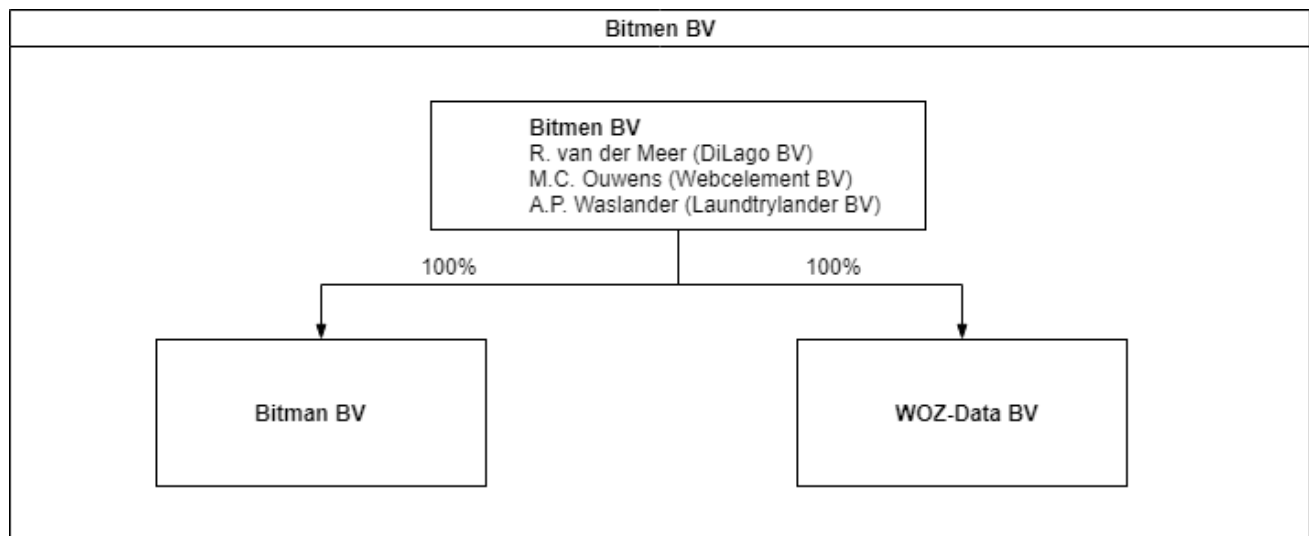 Bitmen BV
Bitmen BV
R. van der Meer (DiLago BV)
M.C. Ouwens (Webcelement BV)
A.P. Waslander (Laundtrylander BV)
100%
100%
Bitman BV
WOZ-Data BV